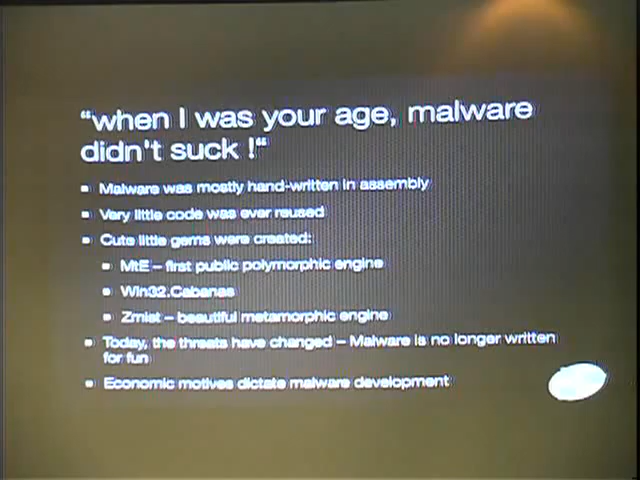 “when I was your age, malware
didn't suck !“
Malware was mostly hand-written in assembly
Very little code was ever reused
Cute little gems were created:
MtE – first public polymorphic engine
Win32.Cabanas
Zmist – beautiful metamorphic engine
Today, the threats have changed – Malware is no longer written
for fun
Economic motives dictate malware development